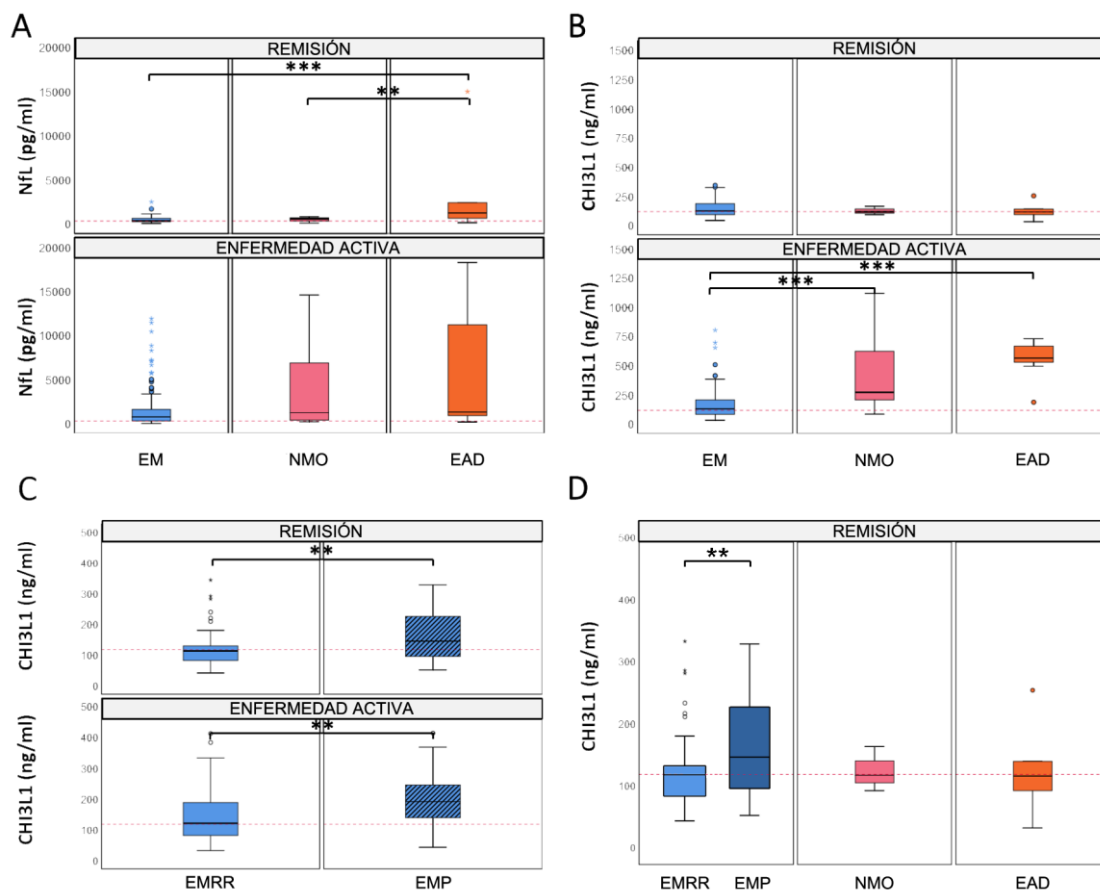 A
REMISIÓN
20000
15000
10000
5000
0
NfL (pg/ml)
***
**
ENFERMEDAD ACTIVA
20000
15000
10000
5000
0
NfL (pg/ml)
EM NMO EAD
B
REMISIÓN
1500
1250
1000
750
500
250
0
CHI3L1 (ng/ml)
ENFERMEDAD ACTIVA
1500
1250
1000
750
500
250
0
CHI3L1 (ng/ml)
***
***
EM NMO EAD
C
REMISIÓN
500
400
300
200
100
0
CHI3L1 (ng/ml)
**
ENFERMEDAD ACTIVA
500
400
300
200
100
0
CHI3L1 (ng/ml)
**
EMRR EMP
D
REMISIÓN
500
400
300
200
100
0
CHI3L1 (ng/ml)
**
EMRR EMP NMO EAD